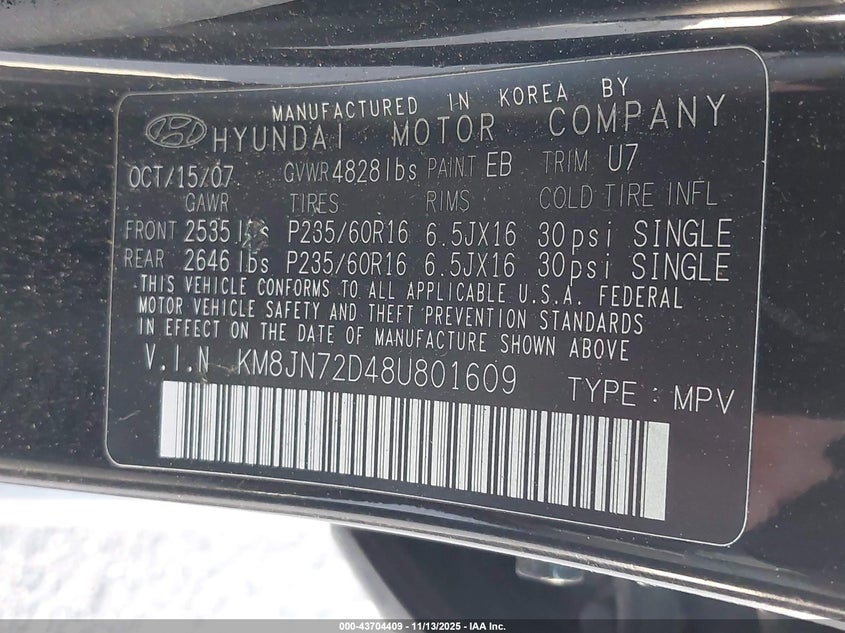 MANUFACTURED IN KOREA BY
HYUNDAI MOTOR COMPANY
OCT/15/07 GVWR 4828lbs PAINT EB TRIM U7
GAWR TIRES RIMS COLD TIRE INFL
FRONT 2535 lbs P235/60R16 6.5JX16 30psi SINGLE
REAR 2646 lbs P235/60R16 6.5JX16 30psi SINGLE
THIS VEHICLE CONFORMS TO ALL APPLICABLE U.S.A. FEDERAL
MOTOR VEHICLE SAFETY AND THEFT PREVENTION STANDARDS
IN EFFECT ON THE DATE OF MANUFACTURE SHOWN ABOVE
V.I.N KM8JN72D48U801609 TYPE : MPV
000-43704409 - 11/13/2025 - IAA Inc.